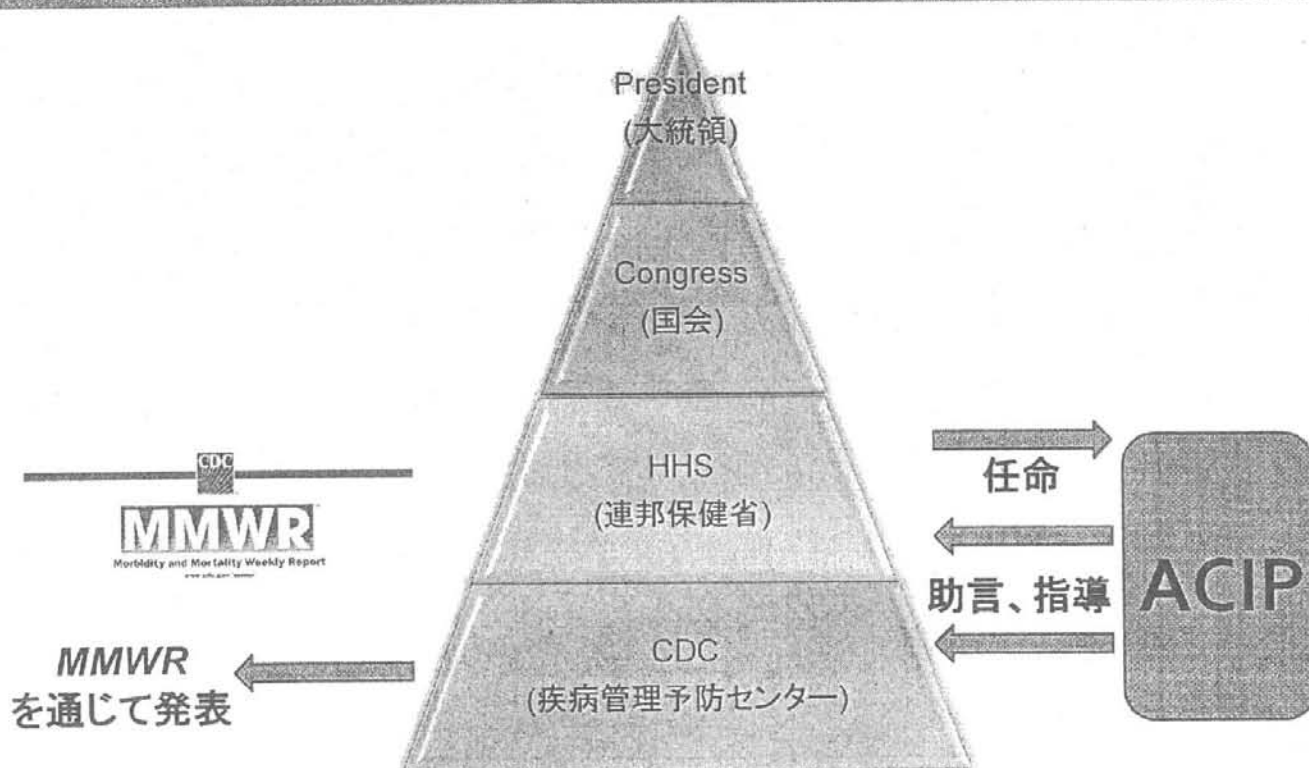 President
(大統領)
Congress
(国会)
HHS
(連邦保健省)
CDC
(疾病管理予防センター)
CDC
MMWR
Morbidity and Mortality Weekly Report
MMWR
を通じて発表
任命
助言、指導
ACIP